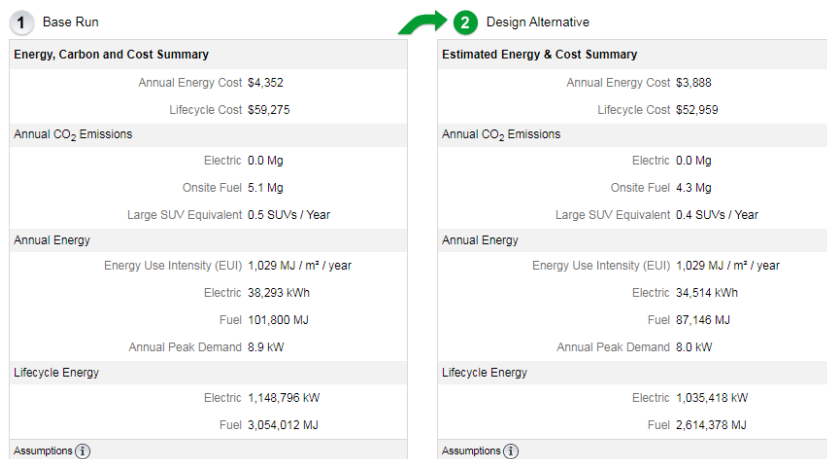 1 Base Run
Energy, Carbon and Cost Summary
Annual Energy Cost $4,352
Lifecycle Cost $59,275
Annual CO2 Emissions
Electric 0.0 Mg
Onsite Fuel 5.1 Mg
Large SUV Equivalent 0.5 SUVs / Year
Annual Energy
Energy Use Intensity (EUI) 1,029 MJ / m² / year
Electric 38,293 kWh
Fuel 101,800 MJ
Annual Peak Demand 8.9 kW
Lifecycle Energy
Electric 1,148,796 kW
Fuel 3,054,012 MJ
Assumptions i
2 Design Alternative
Estimated Energy & Cost Summary
Annual Energy Cost $3,888
Lifecycle Cost $52,959
Annual CO2 Emissions
Electric 0.0 Mg
Onsite Fuel 4.3 Mg
Large SUV Equivalent 0.4 SUVs / Year
Annual Energy
Energy Use Intensity (EUI) 1,029 MJ / m² / year
Electric 34,514 kWh
Fuel 87,146 MJ
Annual Peak Demand 8.0 kW
Lifecycle Energy
Electric 1,035,418 kW
Fuel 2,614,378 MJ
Assumptions i